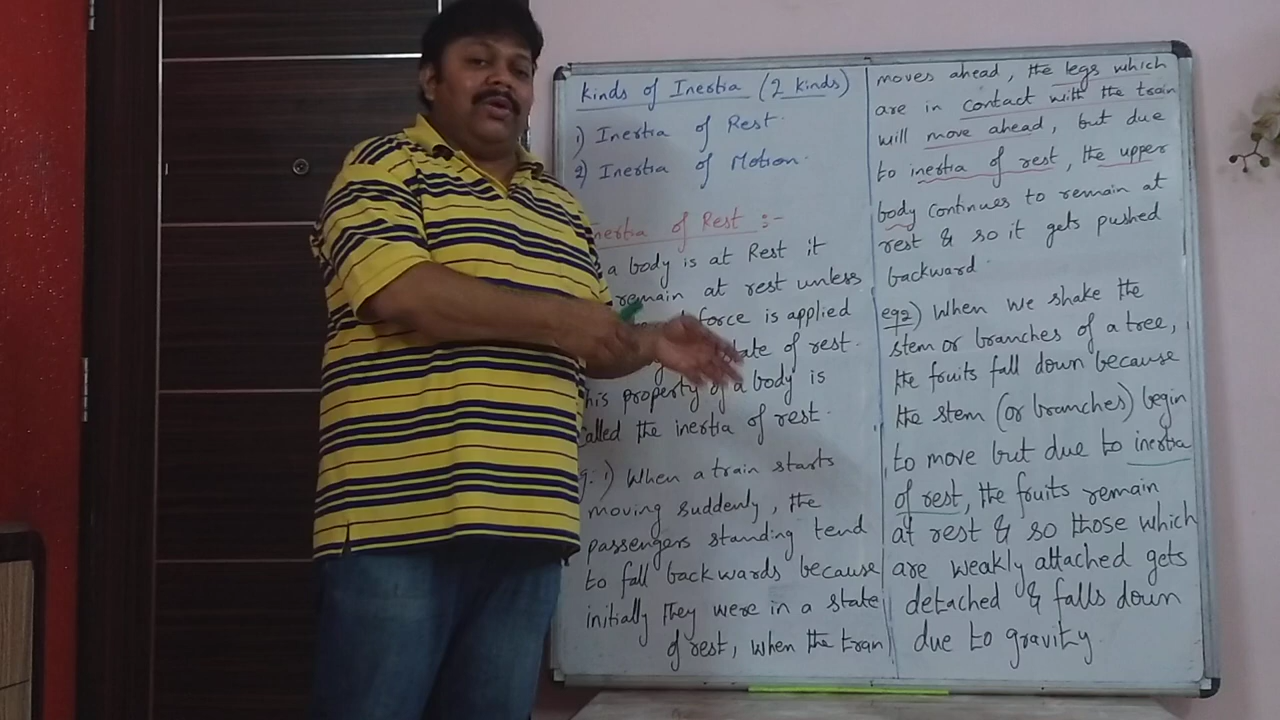 Kinds of Inertia (2 kinds)
1) Inertia of Rest.
2) Inertia of Motion.
nertia of Rest :-
a body is at Rest it
remain at rest unless
force is applied
ate of rest.
his property of a body is
called the inertia of rest.
g: 1) When a train starts
moving suddenly, the
passengers standing tend
to fall backwards because
initially they were in a state
of rest, when the train
moves ahead, the legs which
are in contact with the train
will move ahead, but due
to inertia of rest, the upper
body continues to remain at
rest & so it gets pushed
backward.
eg2) When we shake the
stem or branches of a tree,
the fruits fall down because
the stem (or branches) begin
to move but due to inertia
of rest, the fruits remain
at rest & so those which
are weakly attached gets
detached & falls down
due to gravity.